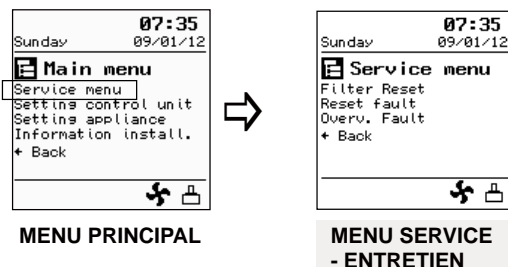 07:35
Sunday 09/01/12
Main menu
Service menu
Setting control unit
Setting appliance
Information install.
← Back
MENU PRINCIPAL
07:35
Sunday 09/01/12
Service menu
Filter Reset
Reset fault
Overv. Fault
← Back
MENU SERVICE
- ENTRETIEN